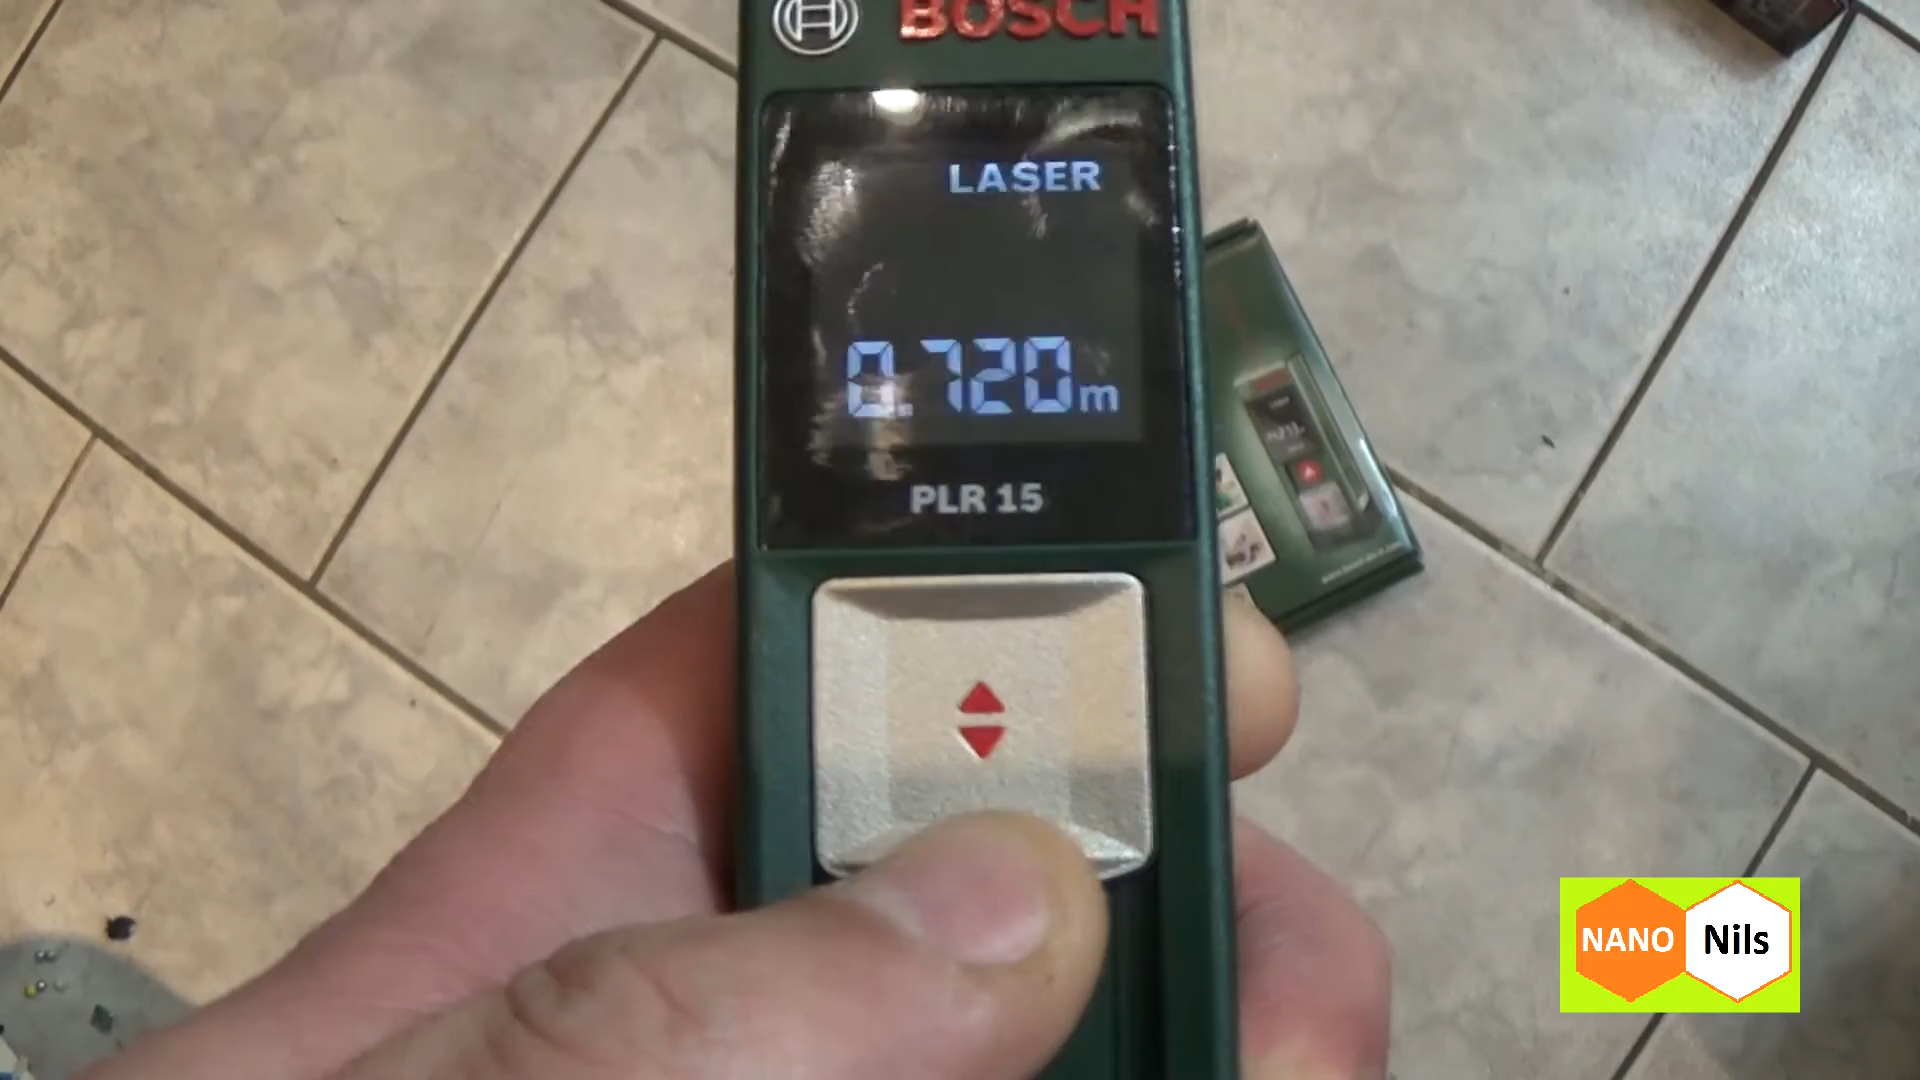 BOSCH
LASER
0.720m
PLR 15
NANO Nils